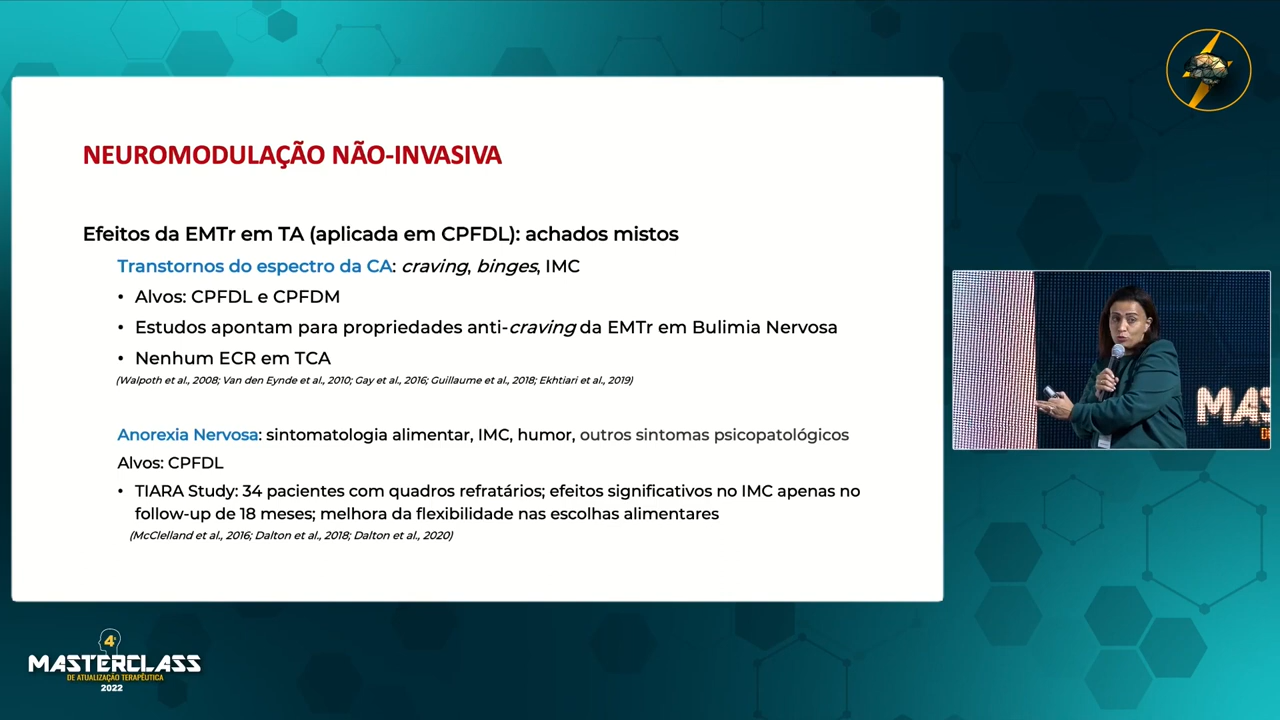 NEUROMODULAÇÃO NÃO-INVASIVA
Efeitos da EMTr em TA (aplicada em CPFDL): achados mistos
Transtornos do espectro da CA: craving, binges, IMC
• Alvos: CPFDL e CPFDM
• Estudos apontam para propriedades anti-craving da EMTr em Bulimia Nervosa
• Nenhum ECR em TCA
(Walpoth et al., 2008; Van den Eynde et al., 2010; Gay et al., 2016; Guillaume et al., 2018; Ekhtiari et al., 2019)
Anorexia Nervosa: sintomatologia alimentar, IMC, humor, outros sintomas psicopatológicos
Alvos: CPFDL
• TIARA Study: 34 pacientes com quadros refratários; efeitos significativos no IMC apenas no
follow-up de 18 meses; melhora da flexibilidade nas escolhas alimentares
(McClelland et al., 2016; Dalton et al., 2018; Dalton et al., 2020)
MAS
4ª
MASTERCLASS
DE ATUALIZAÇÃO TERAPÊUTICA
2022